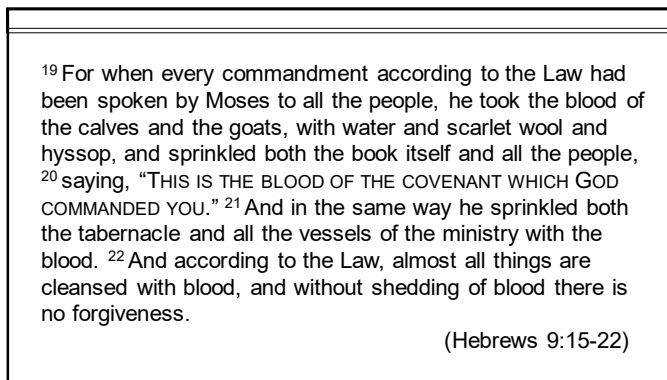 19 For when every commandment according to the Law had
been spoken by Moses to all the people, he took the blood of
the calves and the goats, with water and scarlet wool and
hyssop, and sprinkled both the book itself and all the people,
20 saying, “THIS IS THE BLOOD OF THE COVENANT WHICH GOD
COMMANDED YOU.” 21 And in the same way he sprinkled both
the tabernacle and all the vessels of the ministry with the
blood. 22 And according to the Law, almost all things are
cleansed with blood, and without shedding of blood there is
no forgiveness.
(Hebrews 9:15-22)